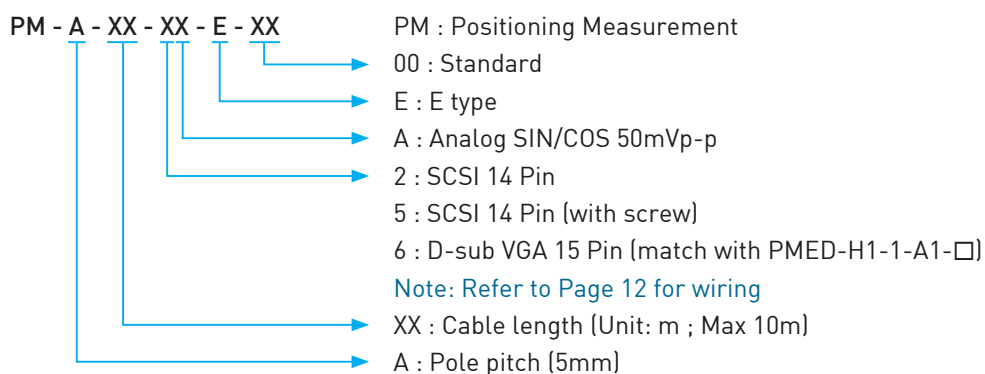 PM - A - XX - XX - E - XX PM : Positioning Measurement
00 : Standard
E : E type
A : Analog SIN/COS 50mVp-p
2 : SCSI 14 Pin
5 : SCSI 14 Pin (with screw)
6 : D-sub VGA 15 Pin (match with PMED-H1-1-A1-□)
Note: Refer to Page 12 for wiring
XX : Cable length (Unit: m ; Max 10m)
A : Pole pitch (5mm)